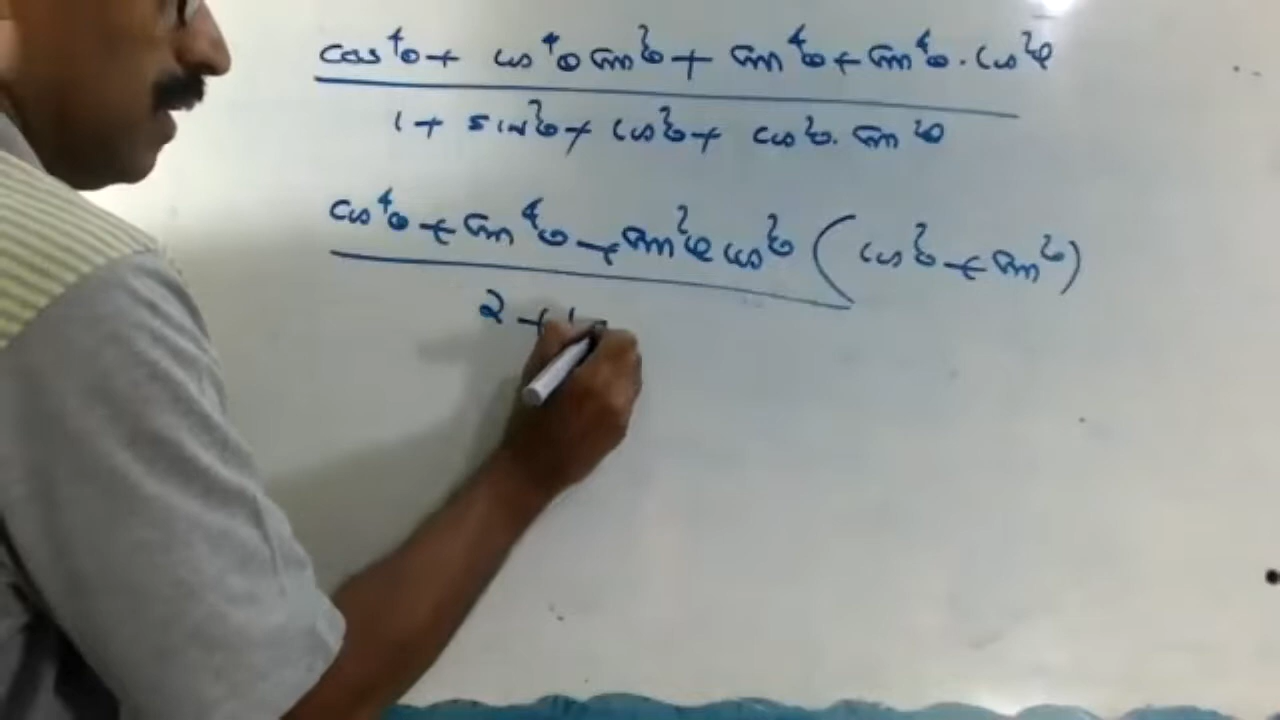 cos⁴θ + cos⁴θ sin²θ + sin⁴θ + sin⁴θ . cos²θ
1 + sin²θ + cos²θ + cos²θ . sin²θ
cos⁴θ + sin⁴θ + sin²θ cos²θ ( cos²θ + sin²θ )
2 +